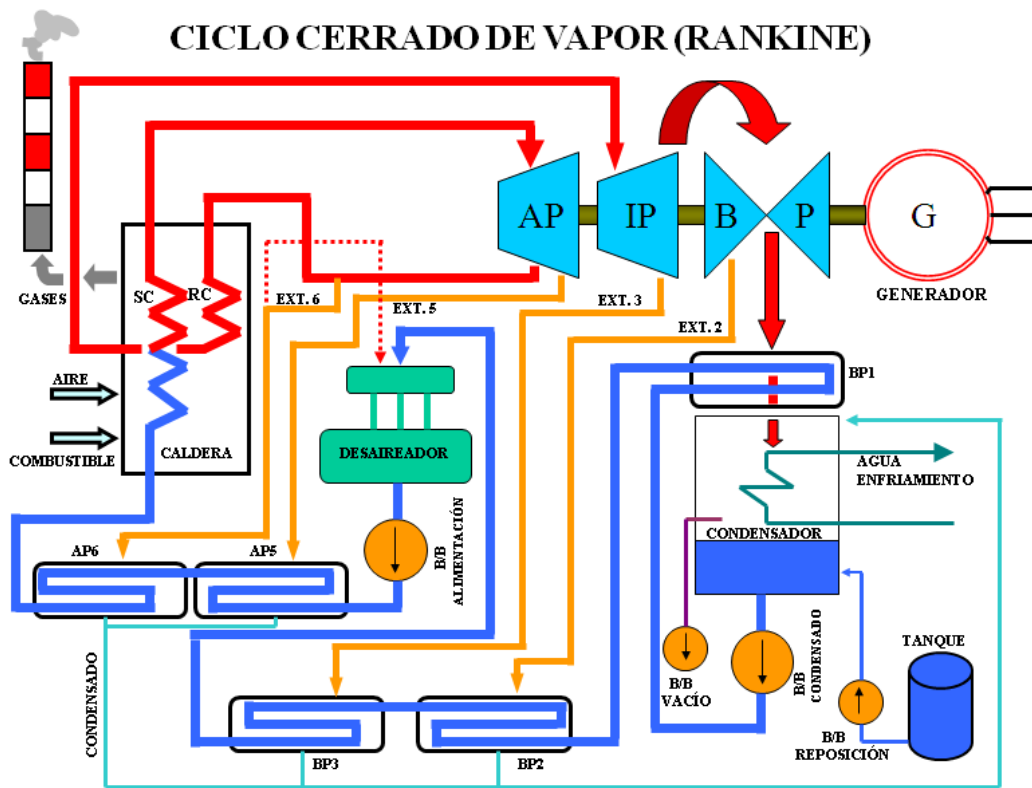 CICLO CERRADO DE VAPOR (RANKINE)
AP
IP
B
P
G
GASES
SC
RC
EXT. 6
EXT. 5
EXT. 3
EXT. 2
GENERADOR
BP1
AIRE
COMBUSTIBLE
CALDERA
DESAIREADOR
AGUA
ENFRIAMIENTO
CONDENSADOR
AP6
AP5
B/B
ALIMENTACIÓN
B/B
VACÍO
B/B
CONDENSADO
TANQUE
B/B
REPOSICIÓN
CONDENSADO
BP3
BP2